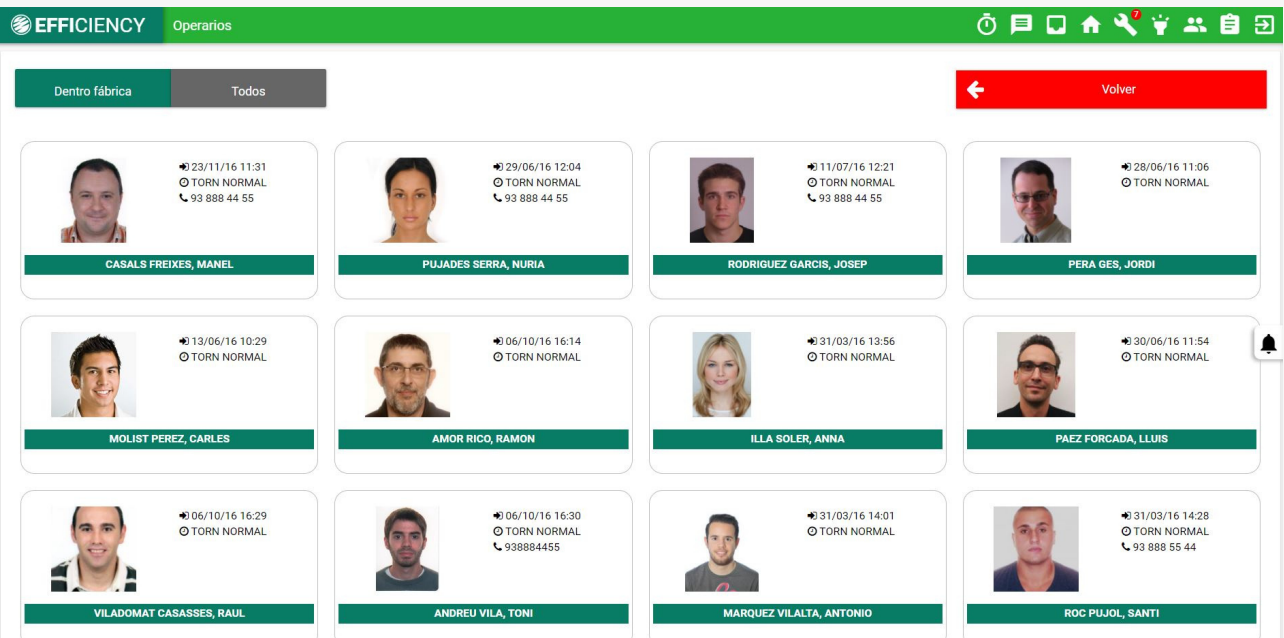 EFFICIENCY
Operarios
7
Dentro fábrica
Todos
Volver
23/11/16 11:31
TORN NORMAL
93 888 44 55
CASALS FREIXES, MANEL
29/06/16 12:04
TORN NORMAL
93 888 44 55
PUJADES SERRA, NURIA
11/07/16 12:21
TORN NORMAL
93 888 44 55
RODRIGUEZ GARCIS, JOSEP
28/06/16 11:06
TORN NORMAL
PERA GES, JORDI
13/06/16 10:29
TORN NORMAL
MOLIST PEREZ, CARLES
06/10/16 16:14
TORN NORMAL
AMOR RICO, RAMON
31/03/16 13:56
TORN NORMAL
ILLA SOLER, ANNA
30/06/16 11:54
TORN NORMAL
PAEZ FORCADA, LLUIS
06/10/16 16:29
TORN NORMAL
VILADOMAT CASASSES, RAUL
06/10/16 16:30
TORN NORMAL
938884455
ANDREU VILA, TONI
31/03/16 14:01
TORN NORMAL
MARQUEZ VILALTA, ANTONIO
31/03/16 14:28
TORN NORMAL
93 888 55 44
ROC PUJOL, SANTI